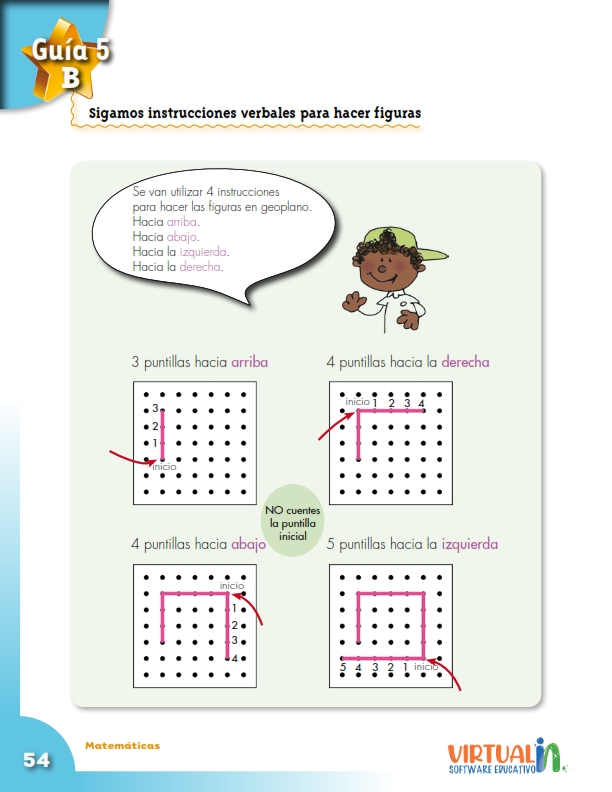 Guía 5
B
Sigamos instrucciones verbales para hacer figuras
Se van utilizar 4 instrucciones
para hacer las figuras en geoplano.
Hacia arriba.
Hacia abajo.
Hacia la izquierda.
Hacia la derecha.
3 puntillas hacia arriba
4 puntillas hacia la derecha
3
2
1
inicio
inicio 1 2 3 4
NO cuentes
la puntilla
inicial
4 puntillas hacia abajo
5 puntillas hacia la izquierda
inicio
1
2
3
4
5 4 3 2 1 inicio
Matemáticas
54
VIRTUAL in
SOFTWARE EDUCATIVO